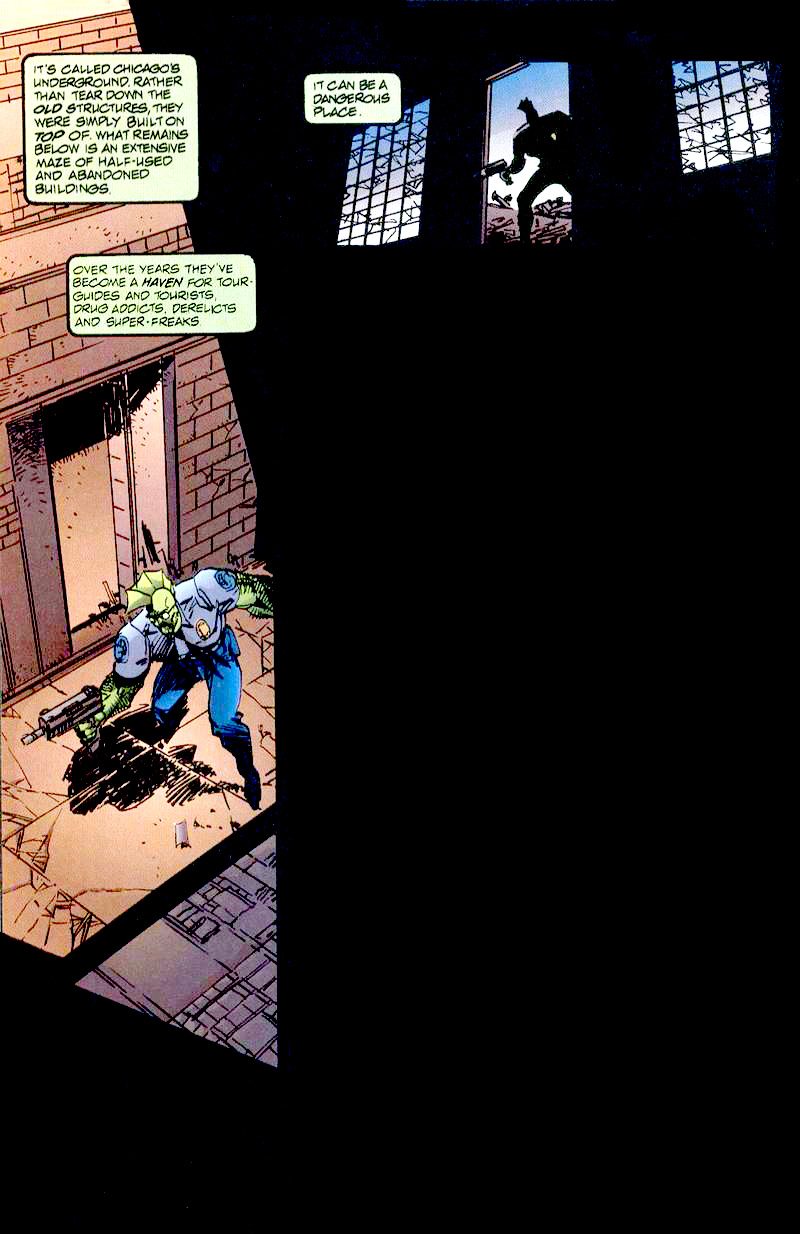 IT'S CALLED CHICAGO'S
UNDERGROUND. RATHER
THAN TEAR DOWN THE
OLD STRUCTURES, THEY
WERE SIMPLY BUILT ON
TOP OF. WHAT REMAINS
BELOW IS AN EXTENSIVE
MAZE OF HALF-USED
AND ABANDONED
BUILDINGS.
OVER THE YEARS THEY'VE
BECOME A HAVEN FOR TOUR-
GUIDES AND TOURISTS,
DRUG ADDICTS, DERELICTS
AND SUPER-FREAKS
IT CAN BE A
DANGEROUS
PLACE.